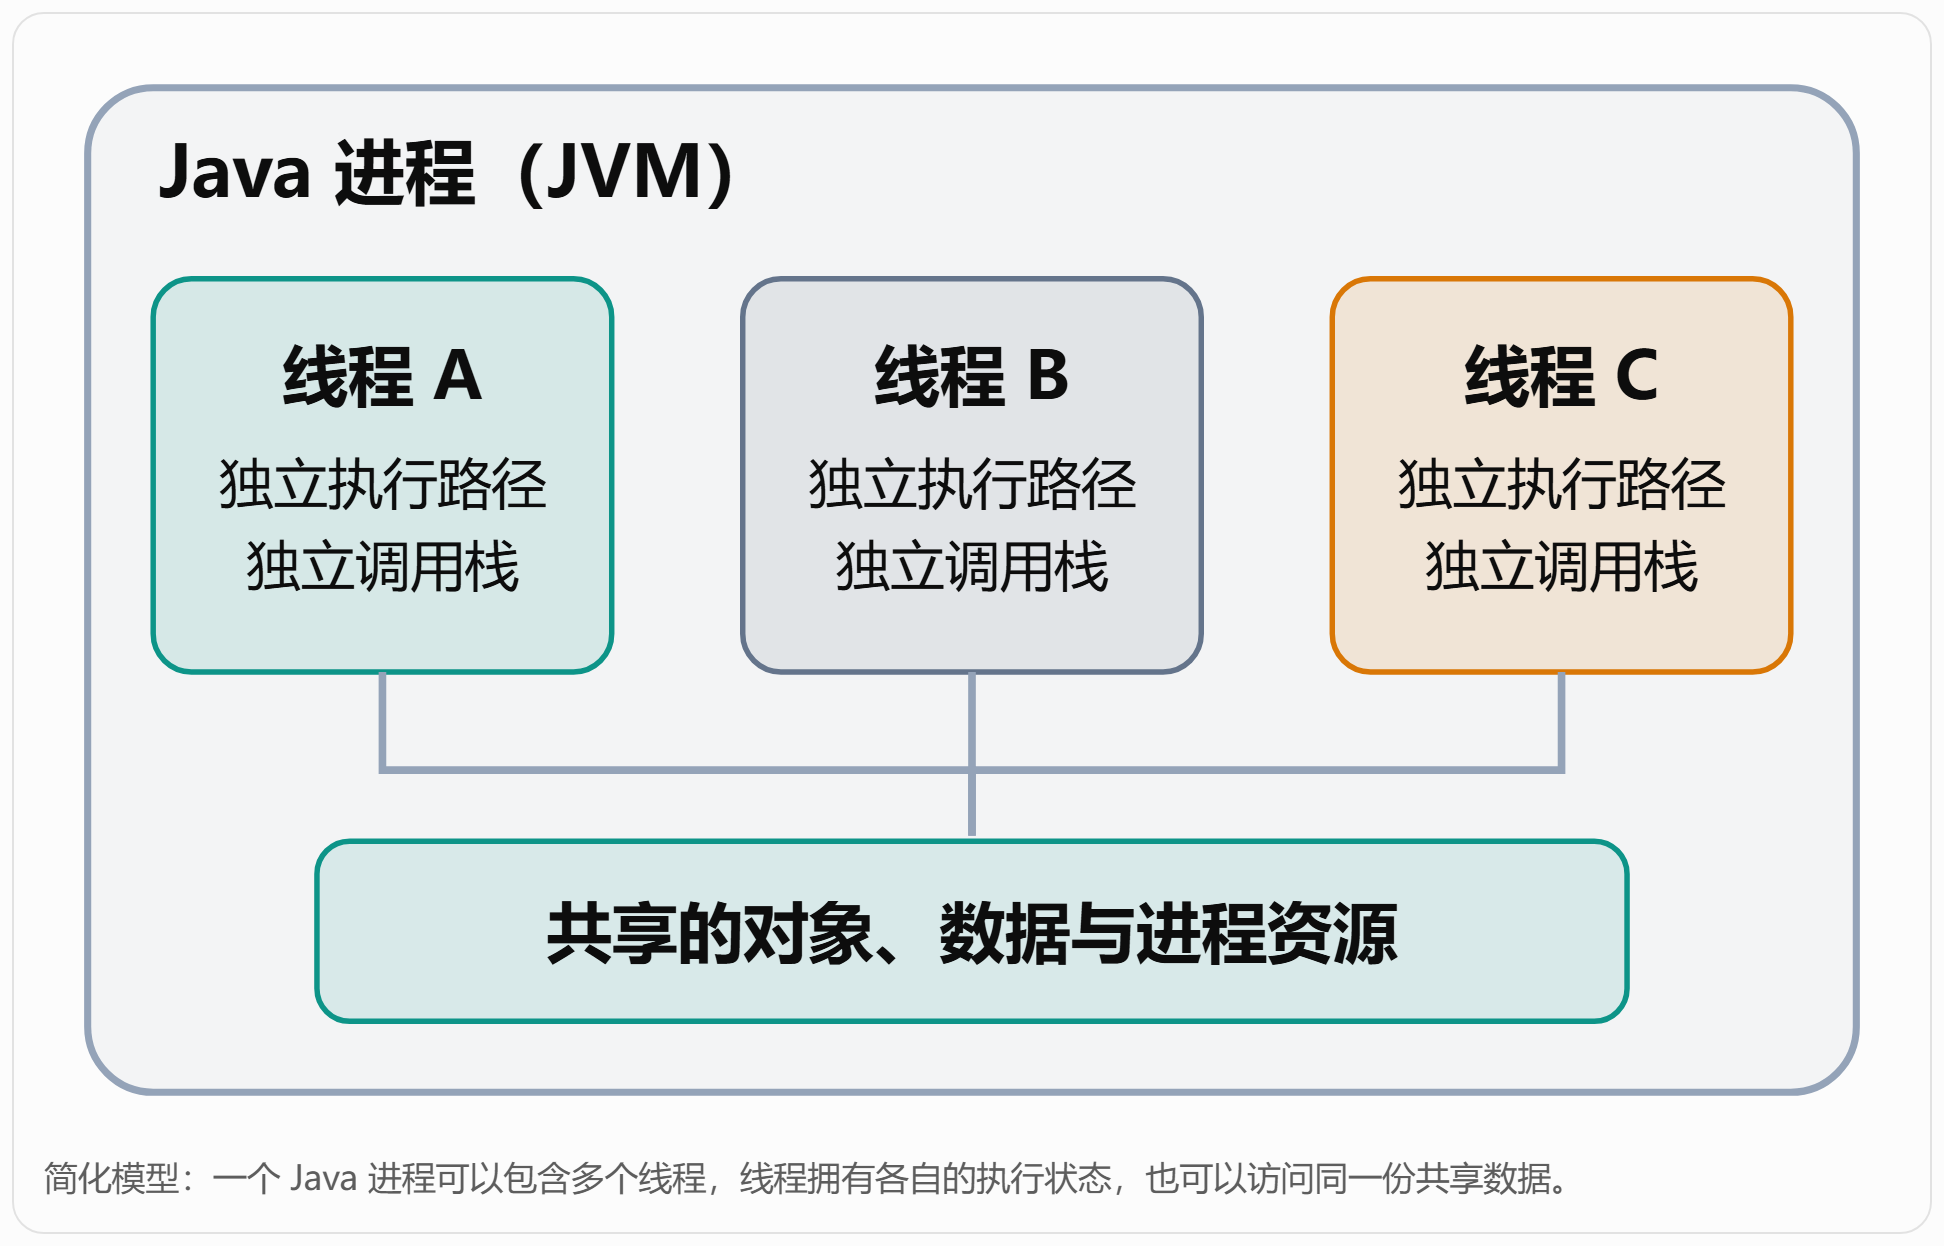 Java 进程（JVM）
线程 A
独立执行路径
独立调用栈
线程 B
独立执行路径
独立调用栈
线程 C
独立执行路径
独立调用栈
共享的对象、数据与进程资源
简化模型：一个 Java 进程可以包含多个线程，线程拥有各自的执行状态，也可以访问同一份共享数据。